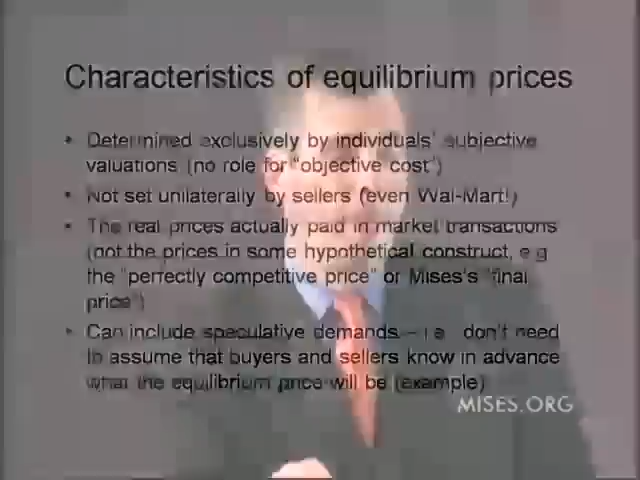 Characteristics of equilibrium prices
• Determined exclusively by individuals' subjective
valuations (no role for "objective cost")
• Not set unilaterally by sellers (even Wal-Mart!)
• The real prices actually paid in market transactions
(not the prices in some hypothetical construct, e.g
the "perfectly competitive price" or Mises's "final
price")
• Can include speculative demands – i.e. don't need
to assume that buyers and sellers know in advance
what the equilibrium price will be (example)
MISES.ORG